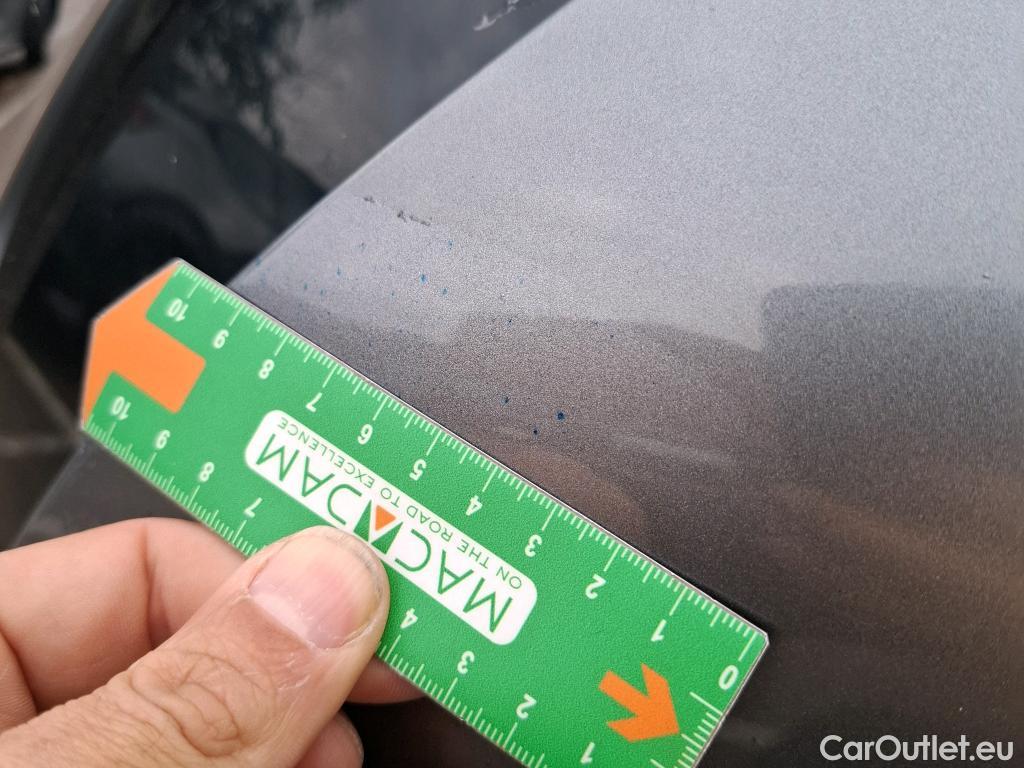 10 9 8 7 6 5 4 3 2 1 0
MACADAM
ON THE ROAD TO EXCELLENCE
10 9 8 7 4 3 2 1
CarOutlet.eu